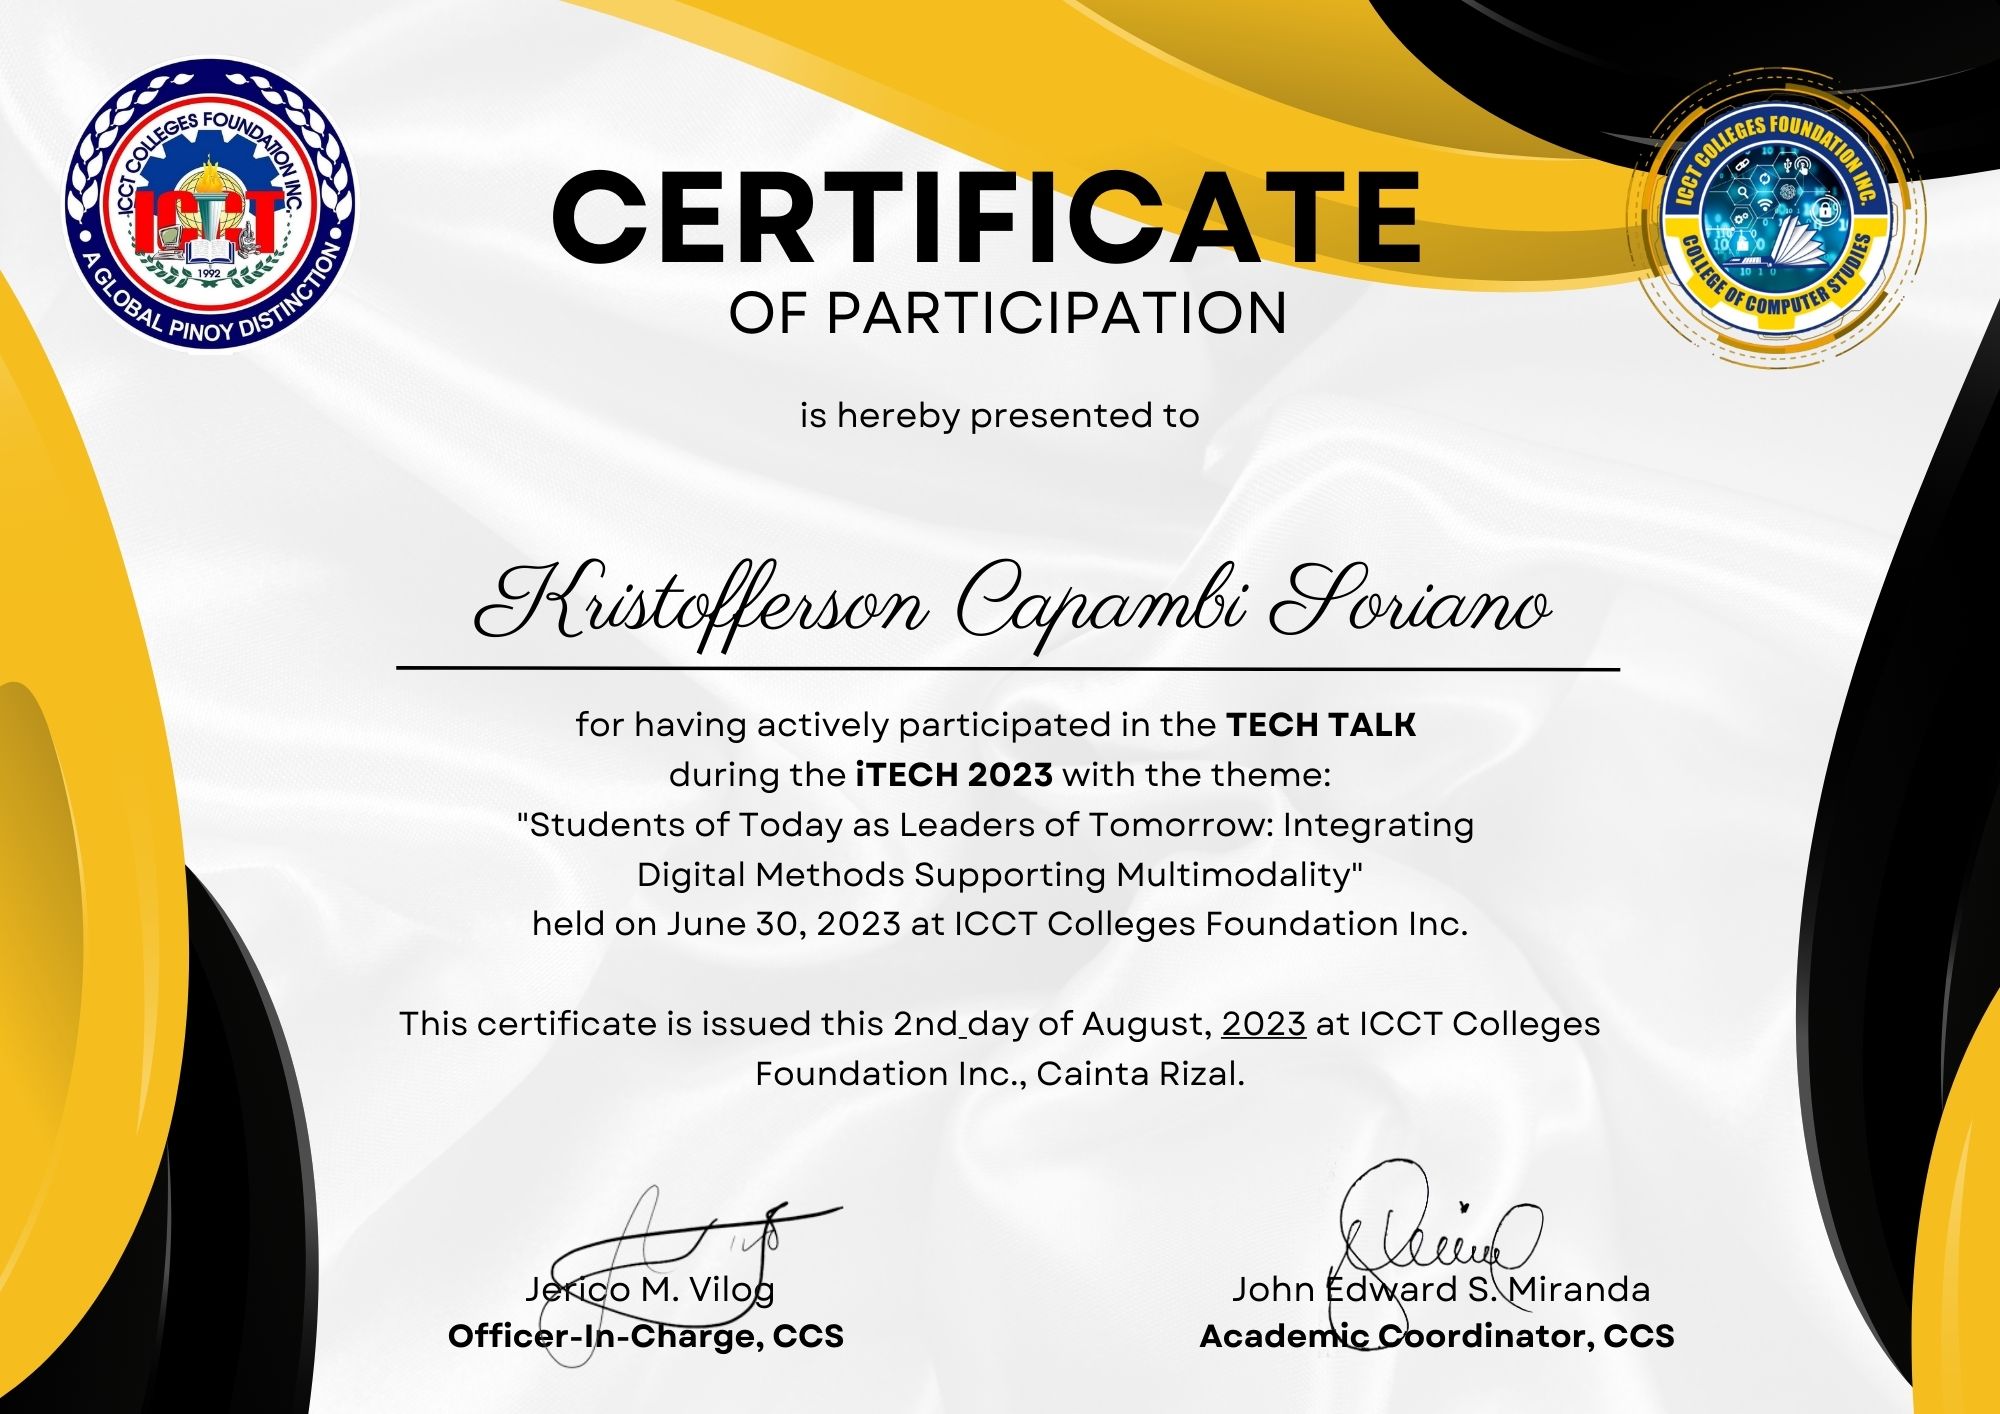 ICCT COLLEGES FOUNDATION INC.
ICCT
1992
A GLOBAL PINOY DISTINCTION
ICCT COLLEGES FOUNDATION INC.
COLLEGE OF COMPUTER STUDIES
CERTIFICATE
OF PARTICIPATION
is hereby presented to
Kristofferson Capambi Soriano
for having actively participated in the TECH TALK
during the iTECH 2023 with the theme:
"Students of Today as Leaders of Tomorrow: Integrating
Digital Methods Supporting Multimodality"
held on June 30, 2023 at ICCT Colleges Foundation Inc.
This certificate is issued this 2nd day of August, 2023 at ICCT Colleges
Foundation Inc., Cainta Rizal.
Jerico M. Vilog
Officer-In-Charge, CCS
John Edward S. Miranda
Academic Coordinator, CCS